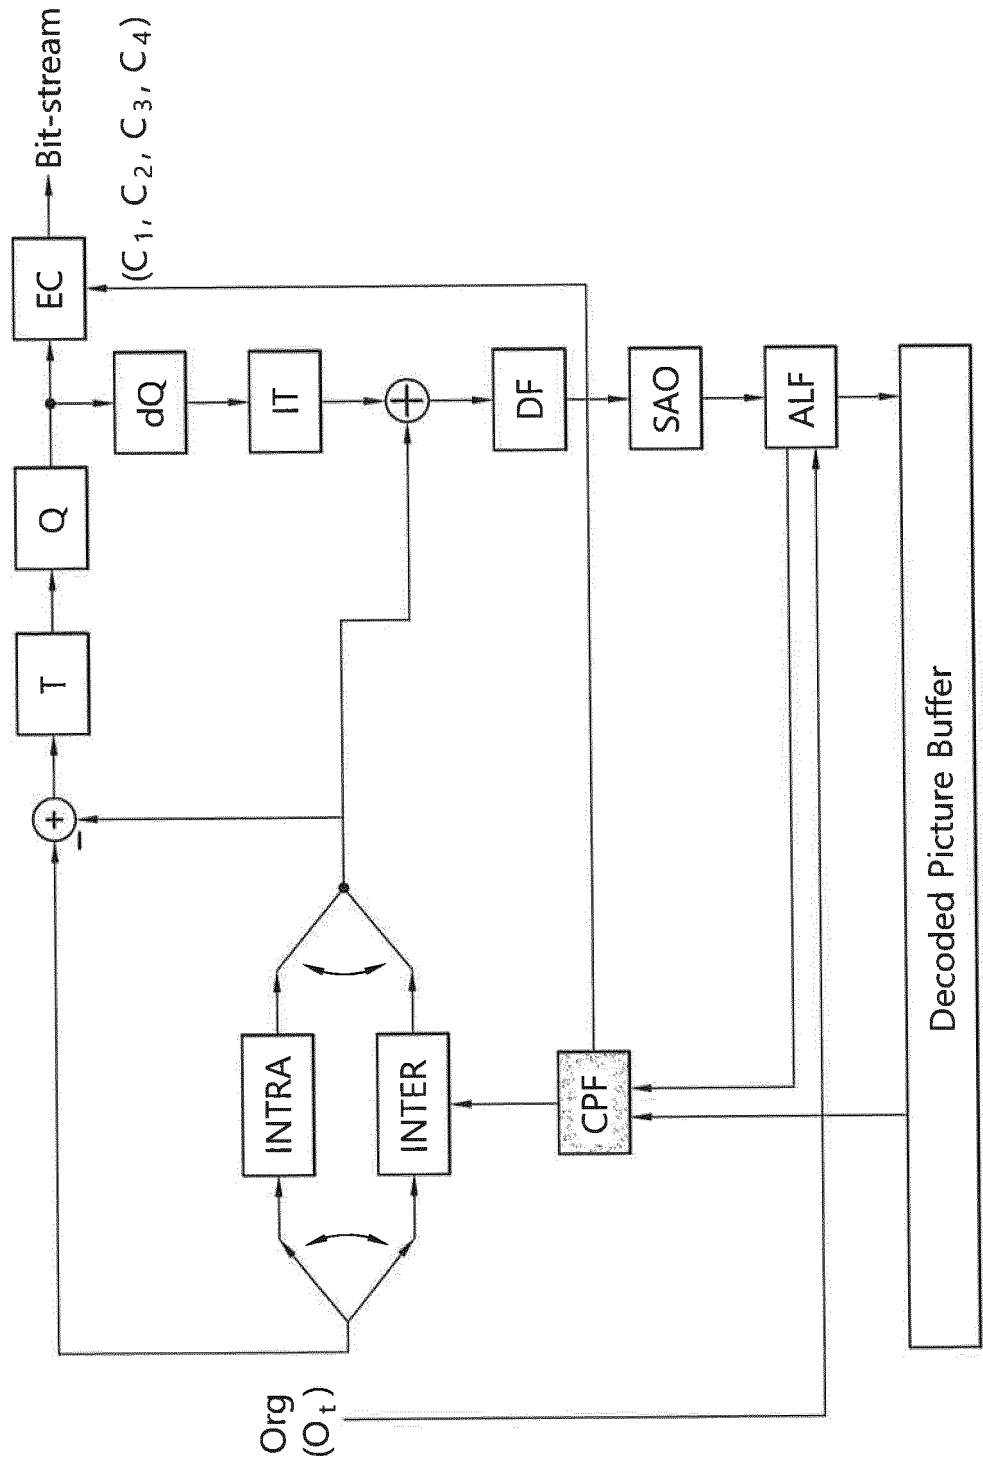 Org
(Oₜ)
+
−
T
Q
EC
Bit-stream
(C₁, C₂, C₃, C₄)
dQ
IT
+
INTRA
INTER
CPF
DF
SAO
ALF
Decoded Picture Buffer